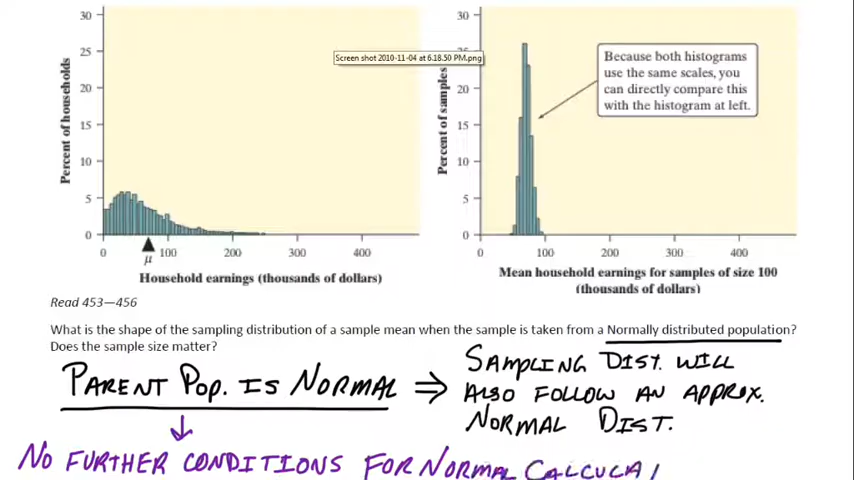 30
25
20
15
10
5
0
Percent of households
0 100 200 300 400
μ
Household earnings (thousands of dollars)
Screen shot 2010-11-04 at 6.18.50 PM.png
30
25
20
15
10
5
0
Percent of samples
Because both histograms
use the same scales, you
can directly compare this
with the histogram at left.
0 100 200 300 400
Mean household earnings for samples of size 100
(thousands of dollars)
Read 453—456
What is the shape of the sampling distribution of a sample mean when the sample is taken from a Normally distributed population?
Does the sample size matter?
PARENT POP. IS NORMAL ⇒
SAMPLING DIST. WILL
ALSO FOLLOW AN APPROX.
NORMAL DIST.
NO FURTHER CONDITIONS FOR NORMAL